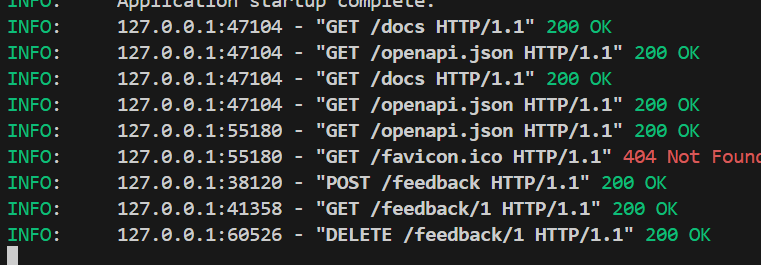 INFO:     Application startup complete.
INFO:     127.0.0.1:47104 - "GET /docs HTTP/1.1" 200 OK
INFO:     127.0.0.1:47104 - "GET /openapi.json HTTP/1.1" 200 OK
INFO:     127.0.0.1:47104 - "GET /docs HTTP/1.1" 200 OK
INFO:     127.0.0.1:47104 - "GET /openapi.json HTTP/1.1" 200 OK
INFO:     127.0.0.1:55180 - "GET /openapi.json HTTP/1.1" 200 OK
INFO:     127.0.0.1:55180 - "GET /favicon.ico HTTP/1.1" 404 Not Found
INFO:     127.0.0.1:38120 - "POST /feedback HTTP/1.1" 200 OK
INFO:     127.0.0.1:41358 - "GET /feedback/1 HTTP/1.1" 200 OK
INFO:     127.0.0.1:60526 - "DELETE /feedback/1 HTTP/1.1" 200 OK